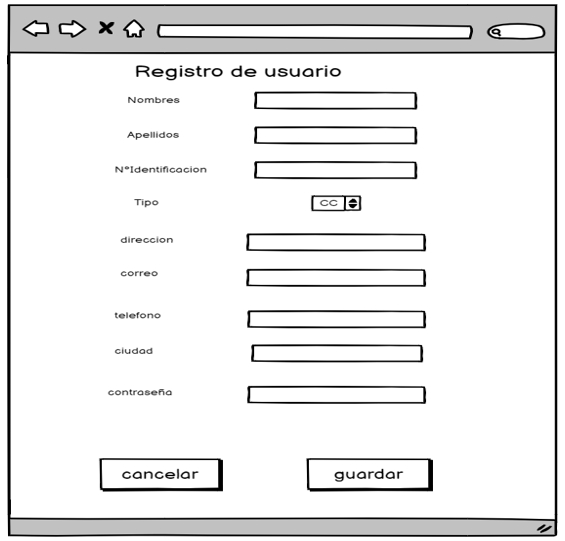 Registro de usuario
Nombres
Apellidos
N°Identificacion
Tipo CC
direccion
correo
telefono
ciudad
contraseña
cancelar guardar